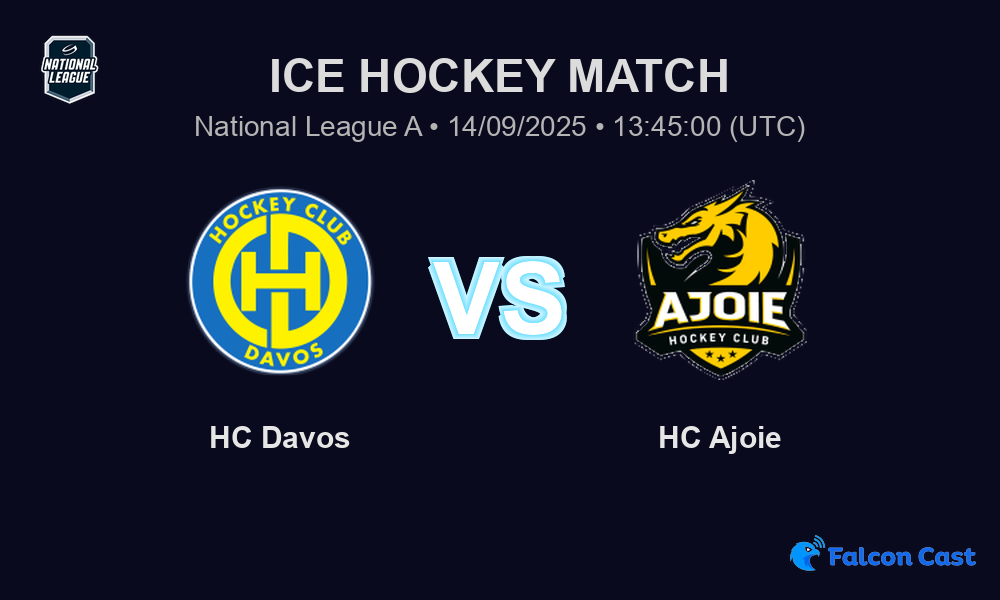 NATIONAL
LEAGUE
ICE HOCKEY MATCH
National League A • 14/09/2025 • 13:45:00 (UTC)
HOCKEY CLUB
HCD
DAVOS
VS
AJOIE
HOCKEY CLUB
HC Davos
HC Ajoie
Falcon Cast